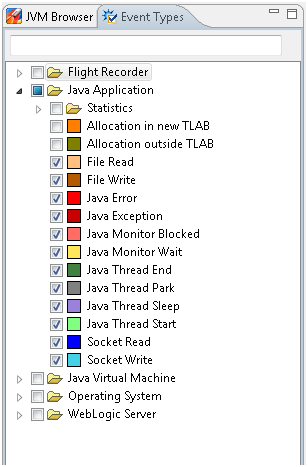 JVM Browser Event Types
Flight Recorder
Java Application
Statistics
Allocation in new TLAB
Allocation outside TLAB
File Read
File Write
Java Error
Java Exception
Java Monitor Blocked
Java Monitor Wait
Java Thread End
Java Thread Park
Java Thread Sleep
Java Thread Start
Socket Read
Socket Write
Java Virtual Machine
Operating System
WebLogic Server